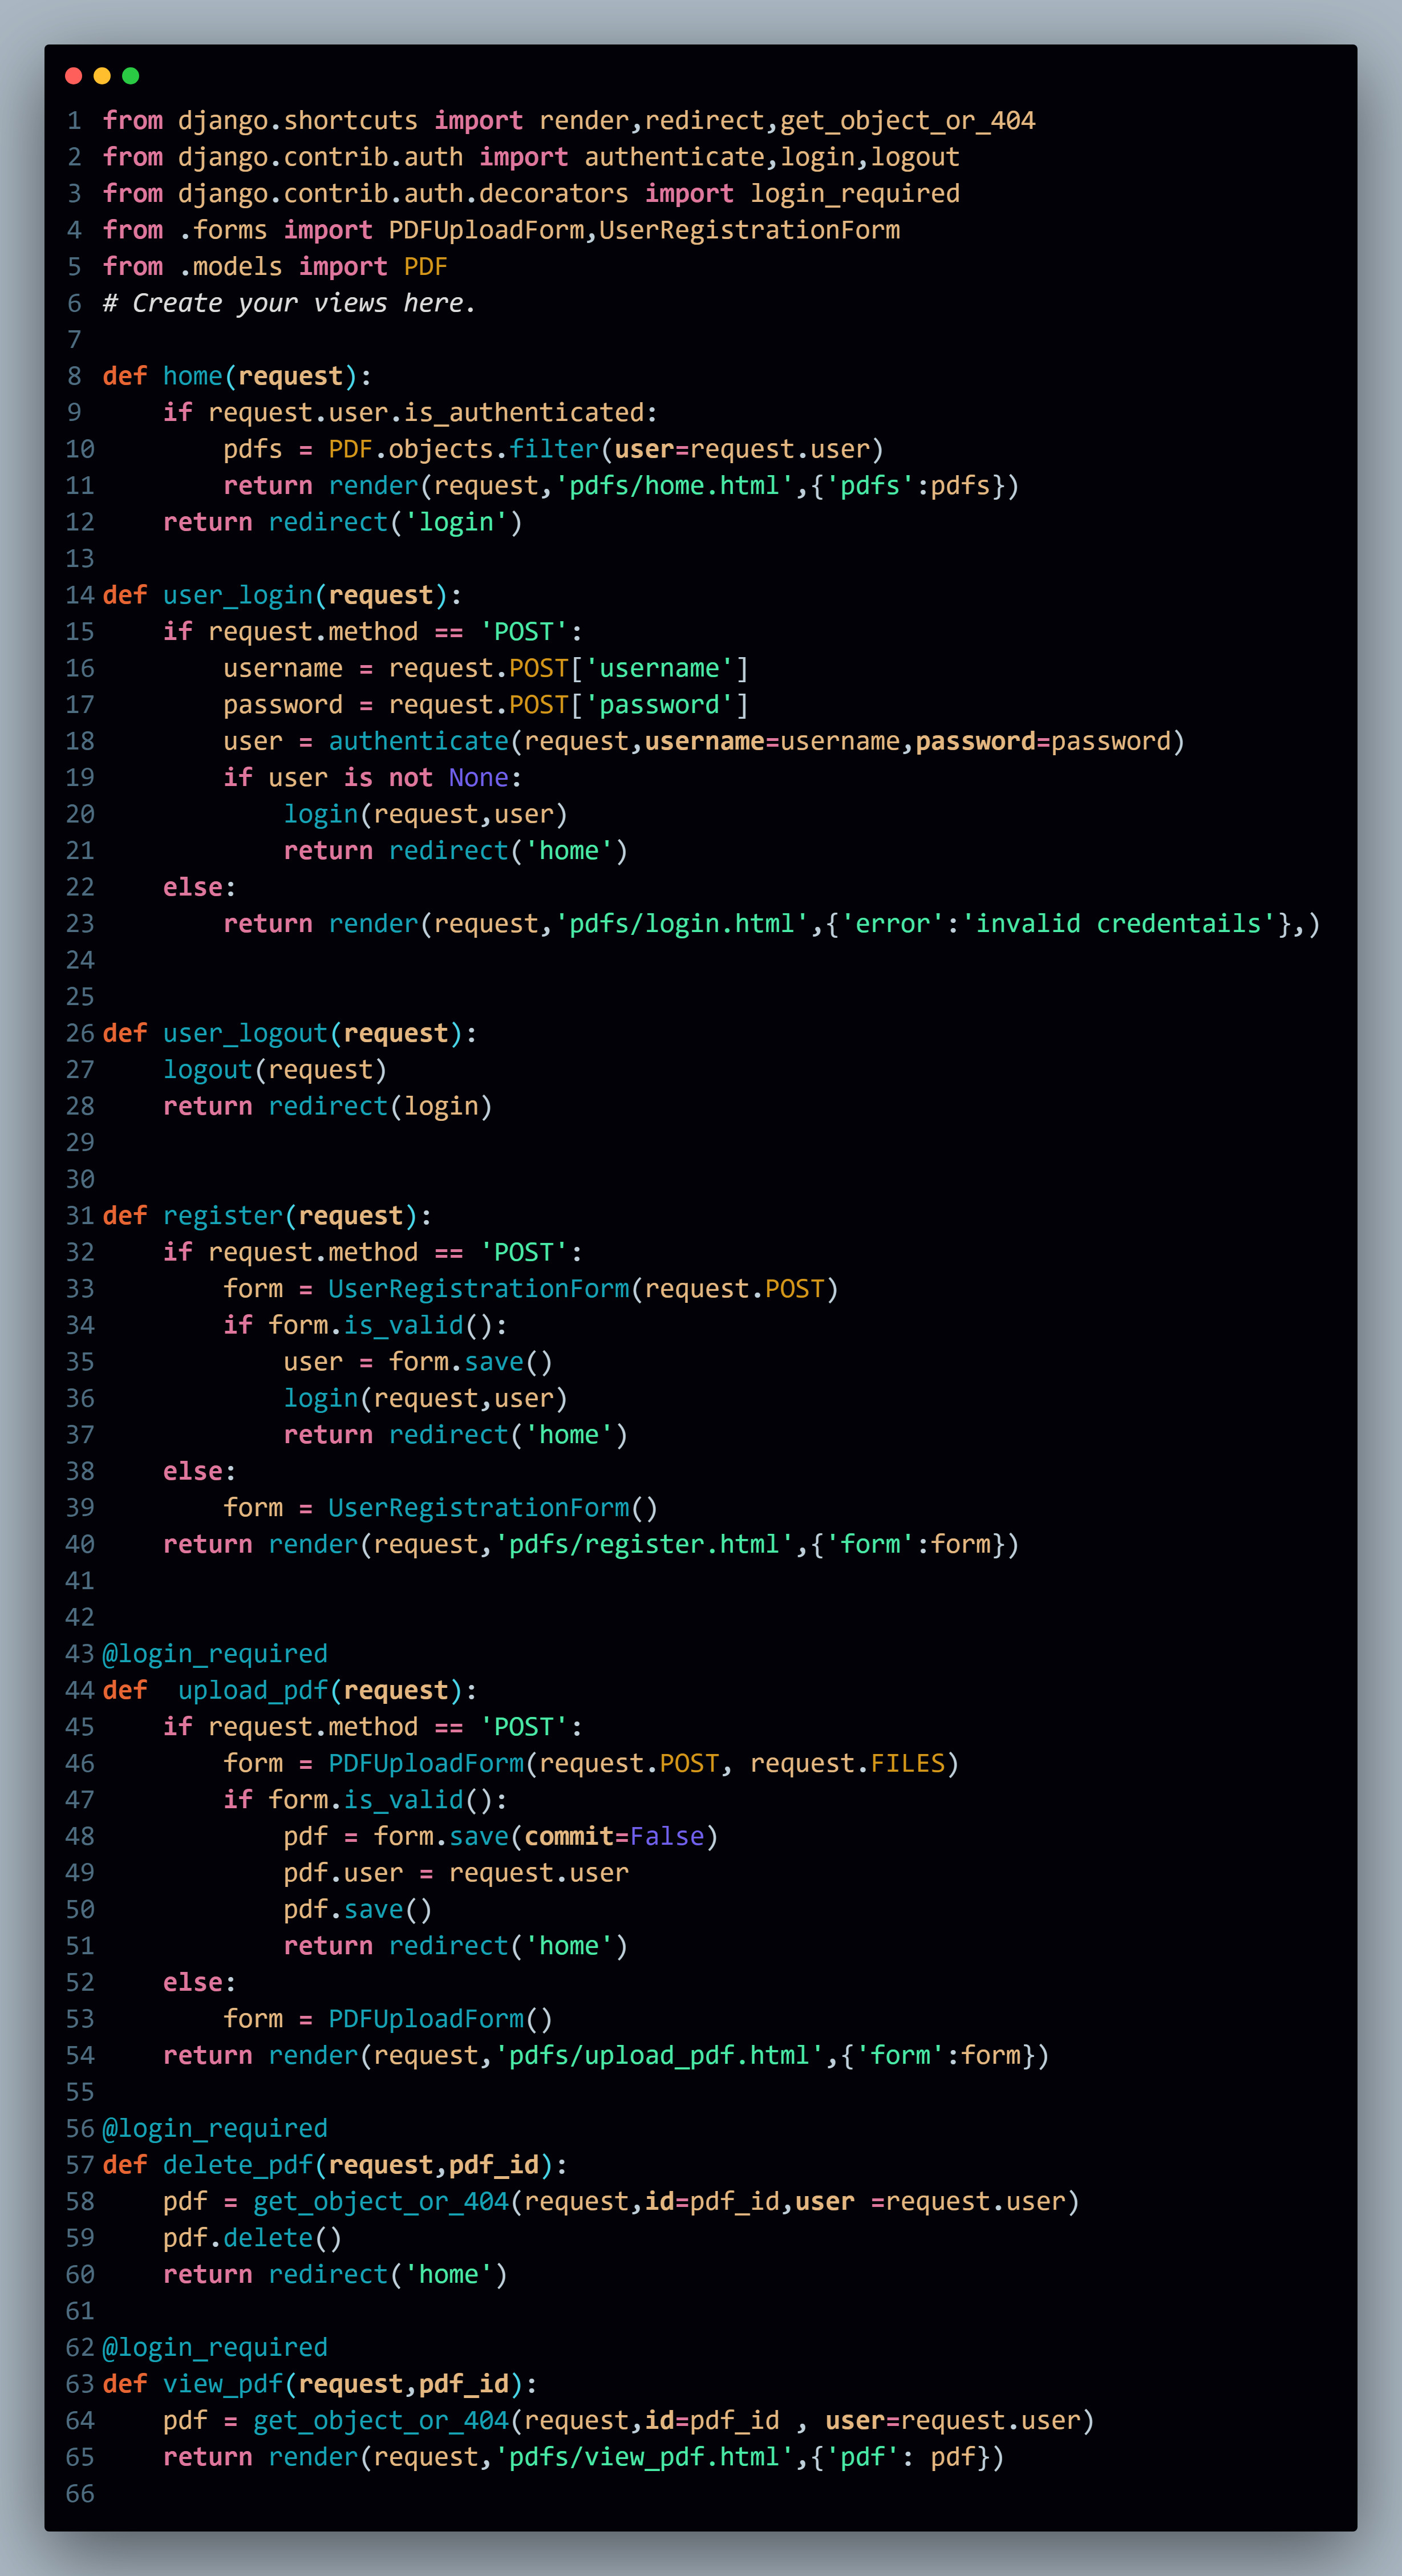 1 from django.shortcuts import render,redirect,get_object_or_404
2 from django.contrib.auth import authenticate,login,logout
3 from django.contrib.auth.decorators import login_required
4 from .forms import PDFUploadForm,UserRegistrationForm
5 from .models import PDF
6 # Create your views here.
7
8 def home(request):
9     if request.user.is_authenticated:
10         pdfs = PDF.objects.filter(user=request.user)
11         return render(request,'pdfs/home.html',{'pdfs':pdfs})
12     return redirect('login')
13
14 def user_login(request):
15     if request.method == 'POST':
16         username = request.POST['username']
17         password = request.POST['password']
18         user = authenticate(request,username=username,password=password)
19         if user is not None:
20             login(request,user)
21             return redirect('home')
22     else:
23         return render(request,'pdfs/login.html',{'error':'invalid credentails'},)
24
25
26 def user_logout(request):
27     logout(request)
28     return redirect(login)
29
30
31 def register(request):
32     if request.method == 'POST':
33         form = UserRegistrationForm(request.POST)
34         if form.is_valid():
35             user = form.save()
36             login(request,user)
37             return redirect('home')
38     else:
39         form = UserRegistrationForm()
40     return render(request,'pdfs/register.html',{'form':form})
41
42
43 @login_required
44 def  upload_pdf(request):
45     if request.method == 'POST':
46         form = PDFUploadForm(request.POST, request.FILES)
47         if form.is_valid():
48             pdf = form.save(commit=False)
49             pdf.user = request.user
50             pdf.save()
51             return redirect('home')
52     else:
53         form = PDFUploadForm()
54     return render(request,'pdfs/upload_pdf.html',{'form':form})
55
56 @login_required
57 def delete_pdf(request,pdf_id):
58     pdf = get_object_or_404(request,id=pdf_id,user =request.user)
59     pdf.delete()
60     return redirect('home')
61
62 @login_required
63 def view_pdf(request,pdf_id):
64     pdf = get_object_or_404(request,id=pdf_id , user=request.user)
65     return render(request,'pdfs/view_pdf.html',{'pdf': pdf})
66